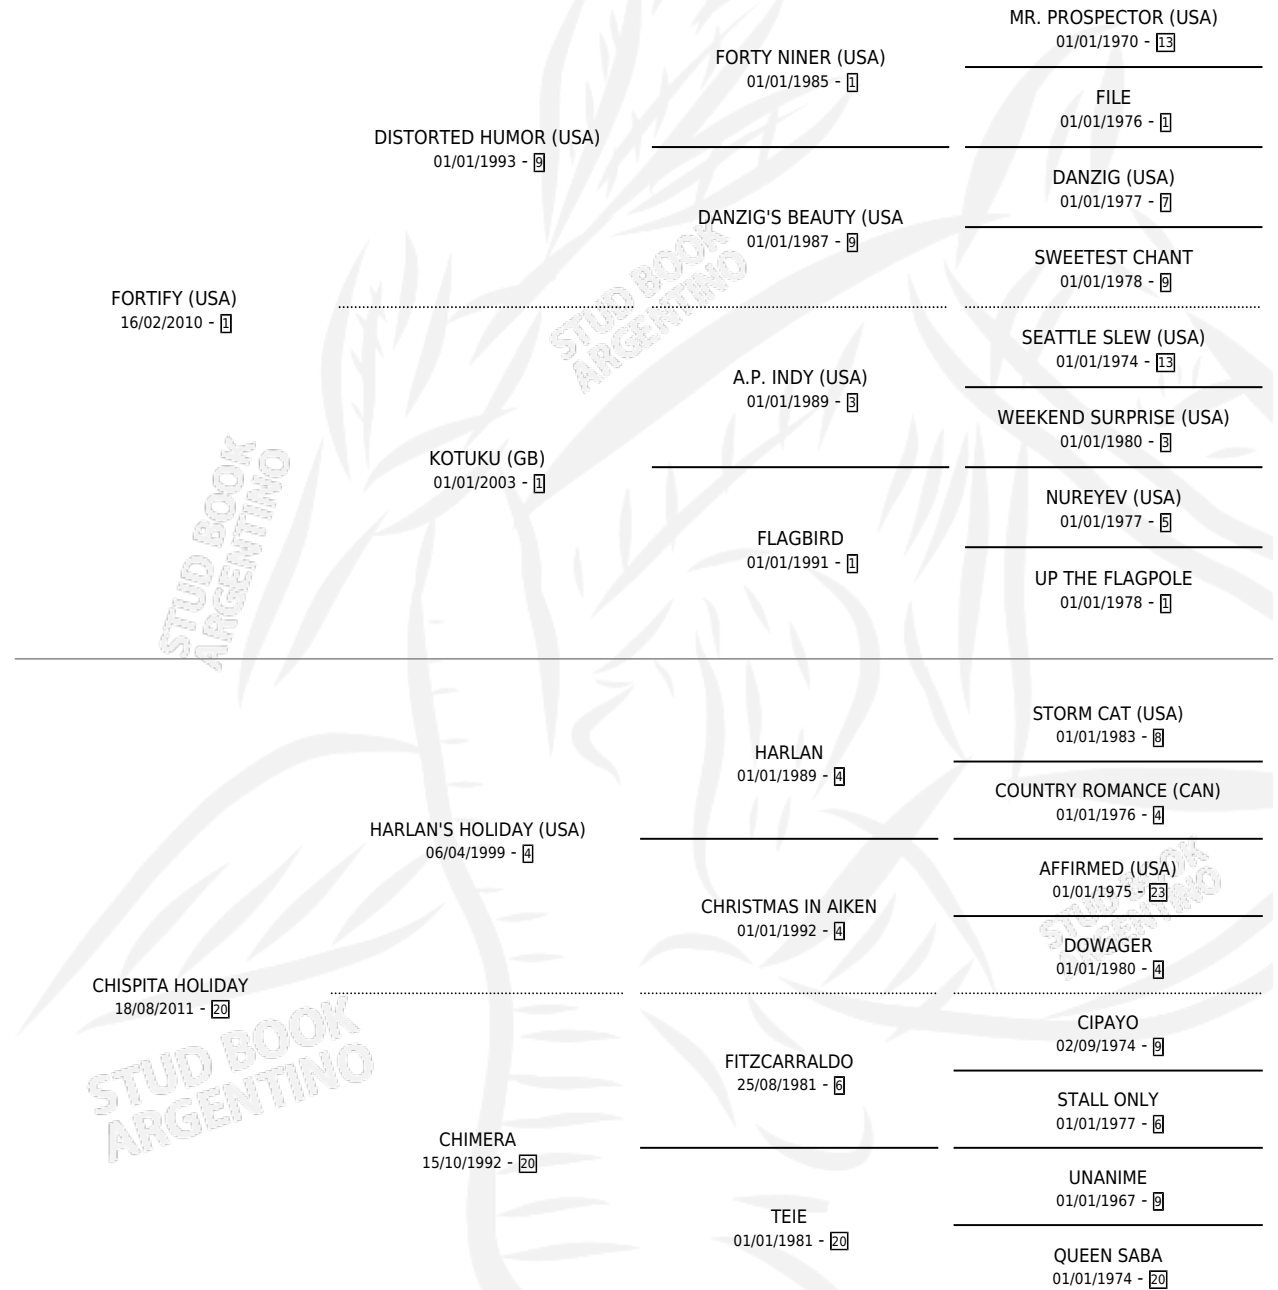 MR. PROSPECTOR (USA)
01/01/1970 - 13
FORTY NINER (USA)
01/01/1985 - 1
FILE
01/01/1976 - 1
DISTORTED HUMOR (USA)
01/01/1993 - 9
DANZIG (USA)
01/01/1977 - 7
DANZIG'S BEAUTY (USA
01/01/1987 - 9
SWEETEST CHANT
01/01/1978 - 9
FORTIFY (USA)
16/02/2010 - 1
SEATTLE SLEW (USA)
01/01/1974 - 13
A.P. INDY (USA)
01/01/1989 - 3
WEEKEND SURPRISE (USA)
01/01/1980 - 3
KOTUKU (GB)
01/01/2003 - 1
NUREYEV (USA)
01/01/1977 - 5
FLAGBIRD
01/01/1991 - 1
UP THE FLAGPOLE
01/01/1978 - 1
STUD BOOK
ARGENTINO
STUD BOOK
ARGENTINO
STORM CAT (USA)
01/01/1983 - 8
HARLAN
01/01/1989 - 4
COUNTRY ROMANCE (CAN)
01/01/1976 - 4
HARLAN'S HOLIDAY (USA)
06/04/1999 - 4
AFFIRMED (USA)
01/01/1975 - 23
CHRISTMAS IN AIKEN
01/01/1992 - 4
DOWAGER
01/01/1980 - 4
STUD BOOK
ARGENTINO
CHISPITA HOLIDAY
18/08/2011 - 20
CIPAYO
02/09/1974 - 9
FITZCARRALDO
25/08/1981 - 6
STALL ONLY
01/01/1977 - 6
STUD BOOK
ARGENTINO
CHIMERA
15/10/1992 - 20
UNANIME
01/01/1967 - 9
TEIE
01/01/1981 - 20
QUEEN SABA
01/01/1974 - 20